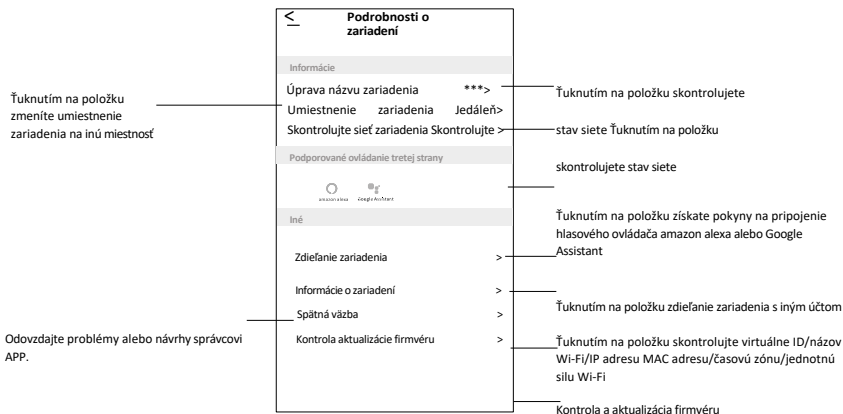 <
Podrobnosti o
zariadení
Informácie
Úprava názvu zariadenia ***>
Umiestnenie zariadenia Jedáleň>
Skontrolujte sieť zariadenia Skontrolujte >
Podporované ovládanie tretej strany
amazon alexa Google Assistant
Iné
Zdieľanie zariadenia >
Informácie o zariadení >
Spätná väzba >
Kontrola aktualizácie firmvéru >
Ťuknutím na položku
zmeníte umiestnenie
zariadenia na inú miestnosť
Odovzdajte problémy alebo návrhy správcovi
APP.
Ťuknutím na položku skontrolujete
stav siete Ťuknutím na položku
skontrolujete stav siete
Ťuknutím na položku získate pokyny na pripojenie
hlasového ovládača amazon alexa alebo Google
Assistant
Ťuknutím na položku zdieľanie zariadenia s iným účtom
Ťuknutím na položku skontrolujte virtuálne ID/názov
Wi-Fi/IP adresu MAC adresu/časovú zónu/jednotnú
silu Wi-Fi
Kontrola a aktualizácia firmvéru